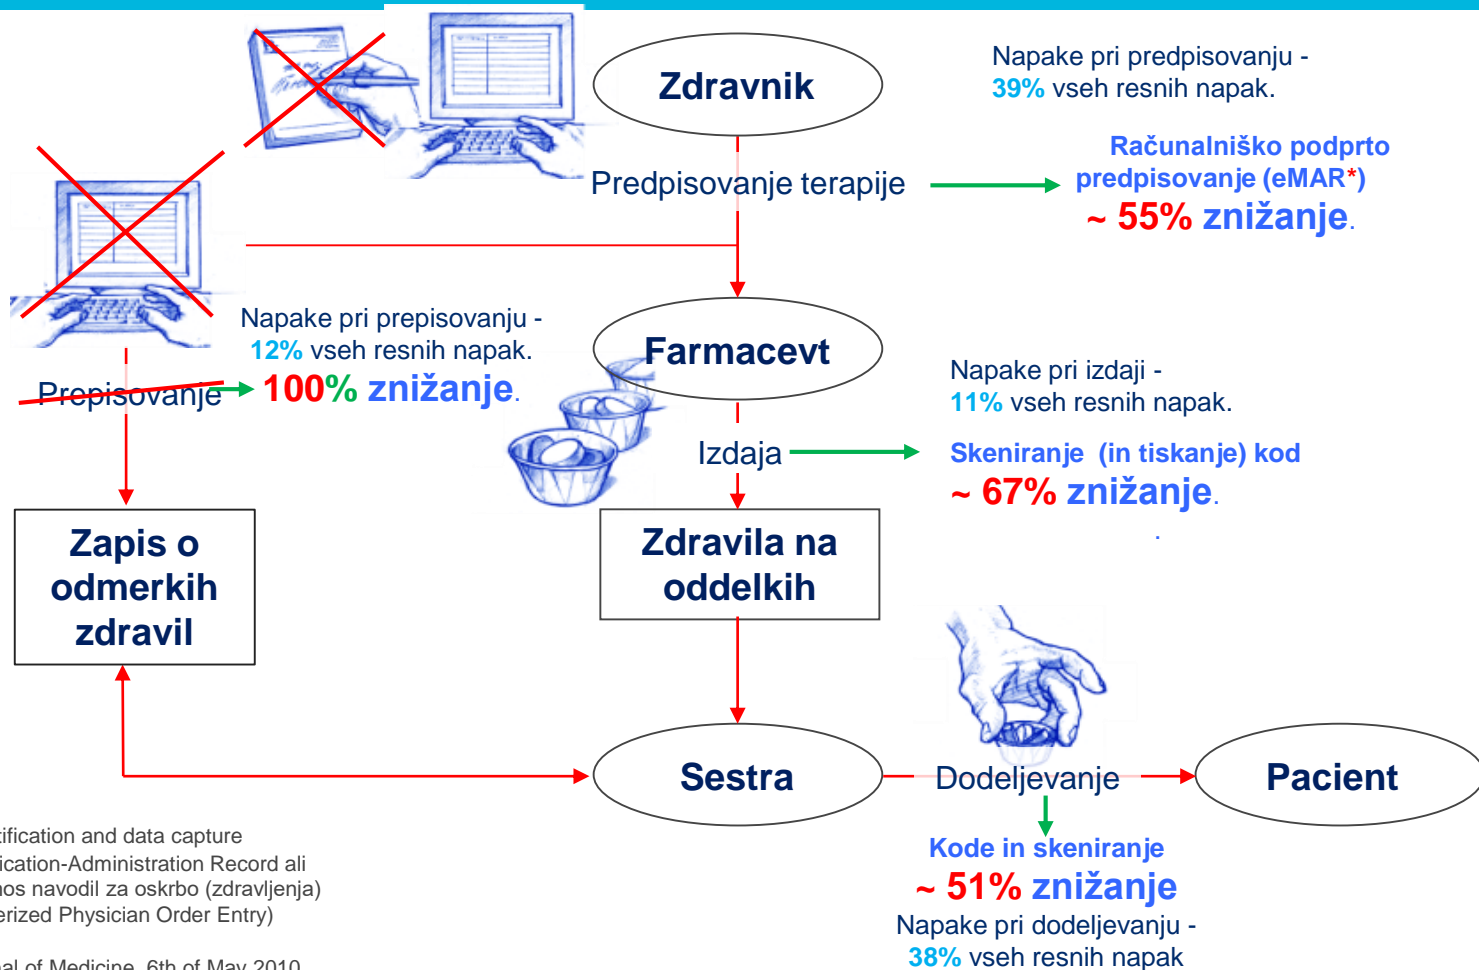 Zdravnik
Napake pri predpisovanju -
39% vseh resnih napak.
Predpisovanje terapije
Računalniško podprto
predpisovanje (eMAR*)
~ 55% znižanje.
Napake pri prepisovanju -
12% vseh resnih napak.
Prepisovanje
100% znižanje.
Farmacevt
Napake pri izdaji -
11% vseh resnih napak.
Izdaja
Skeniranje (in tiskanje) kod
~ 67% znižanje.
.
Zapis o
odmerkih
zdravil
Zdravila na
oddelkih
Sestra
Dodeljevanje
Pacient
Kode in skeniranje
~ 51% znižanje
Napake pri dodeljevanju -
38% vseh resnih napak
tification and data capture
ication-Administration Record ali
nos navodil za oskrbo (zdravljenja)
erized Physician Order Entry)
al of Medicine, 6th of May 2010